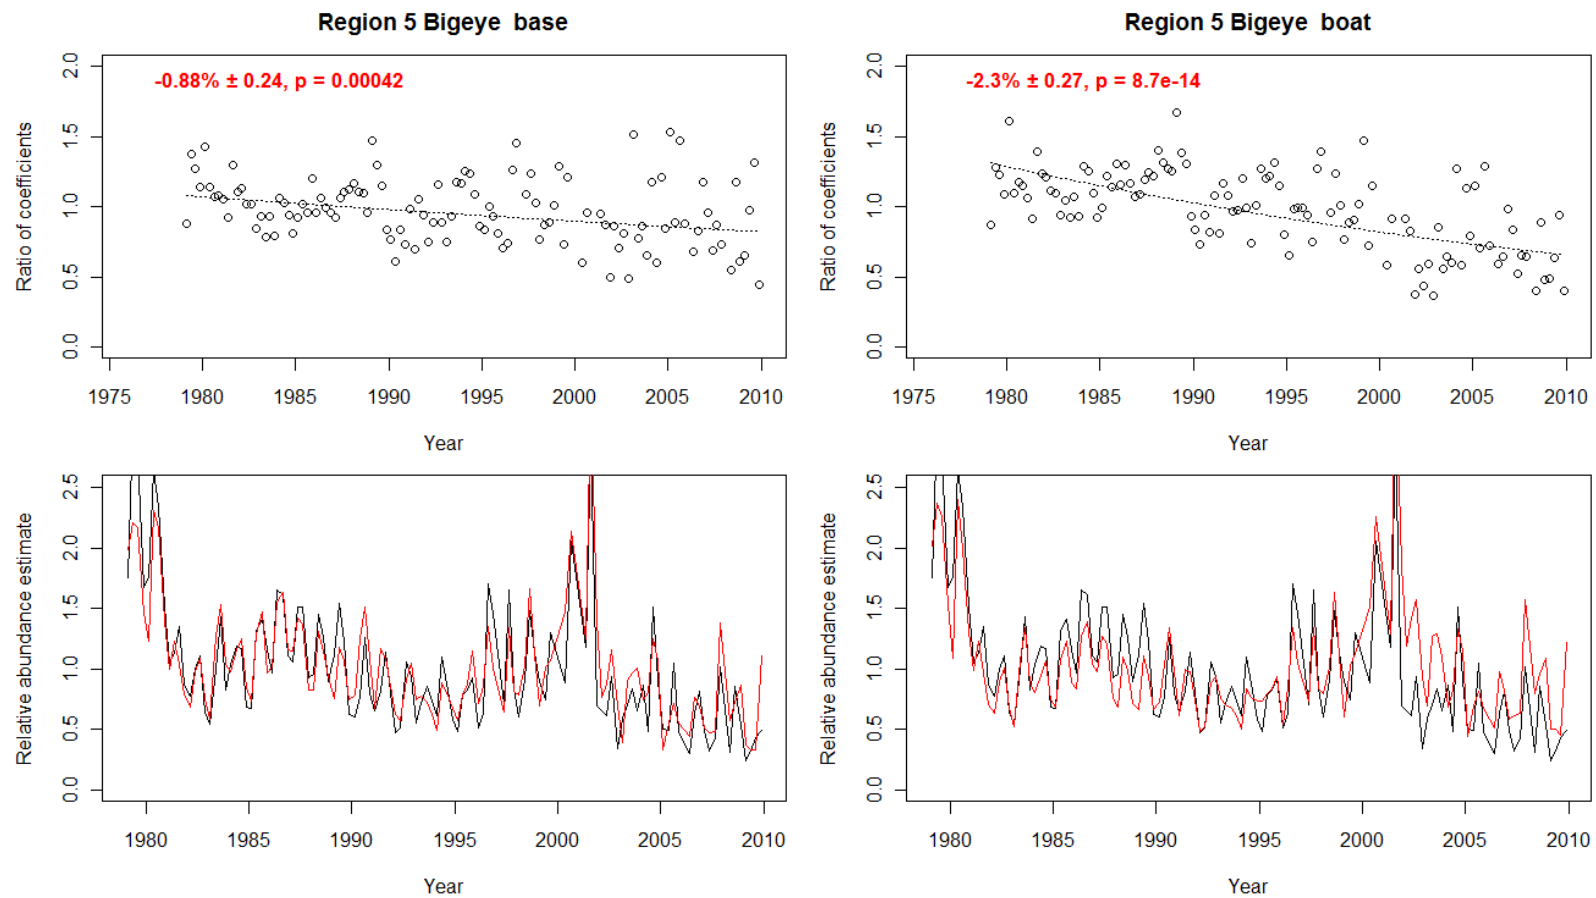 Region 5 Bigeye base
-0.88% ± 0.24, p = 0.00042
Ratio of coefficients
0.0 0.5 1.0 1.5 2.0
1975 1980 1985 1990 1995 2000 2005 2010
Year
Region 5 Bigeye boat
-2.3% ± 0.27, p = 8.7e-14
Ratio of coefficients
0.0 0.5 1.0 1.5 2.0
1975 1980 1985 1990 1995 2000 2005 2010
Year
Relative abundance estimate
0.0 0.5 1.0 1.5 2.0 2.5
1980 1985 1990 1995 2000 2005 2010
Year
Relative abundance estimate
0.0 0.5 1.0 1.5 2.0 2.5
1980 1985 1990 1995 2000 2005 2010
Year